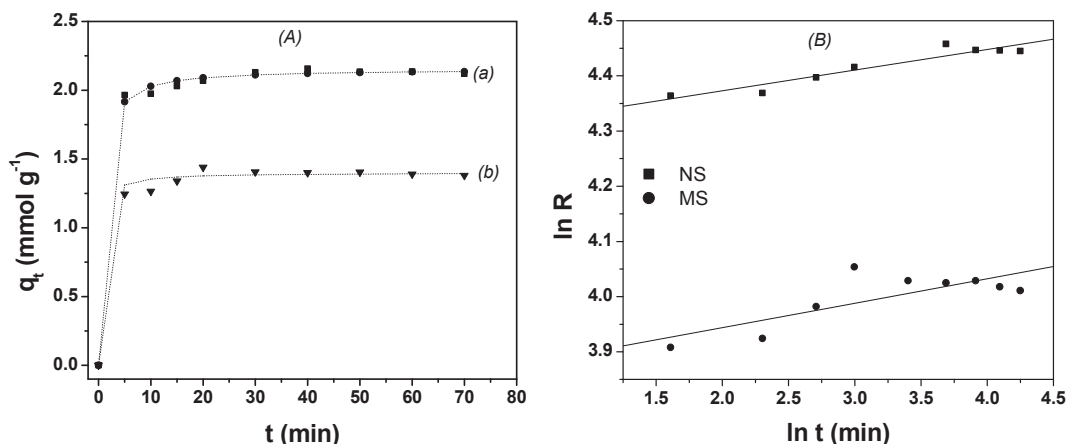 (A)
2.5
2.0
1.5
1.0
0.5
0.0
q_t (mmol g^-1)
(a)
(b)
0 10 20 30 40 50 60 70 80
t (min)
(B)
4.5
4.4
4.3
4.2
4.1
4.0
3.9
ln R
NS
MS
1.5 2.0 2.5 3.0 3.5 4.0 4.5
ln t (min)